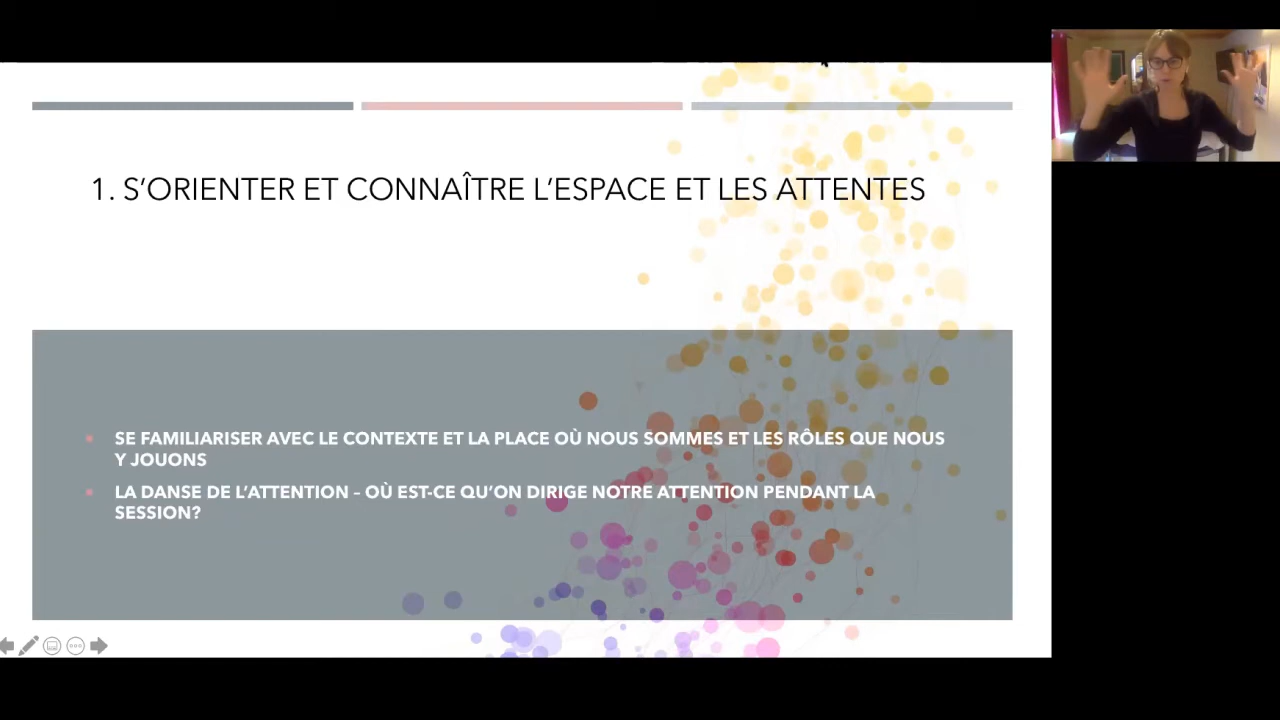 1. S'ORIENTER ET CONNAÎTRE L'ESPACE ET LES ATTENTES
SE FAMILIARISER AVEC LE CONTEXTE ET LA PLACE OÙ NOUS SOMMES ET LES RÔLES QUE NOUS
Y JOUONS
LA DANSE DE L'ATTENTION – OÙ EST-CE QU'ON DIRIGE NOTRE ATTENTION PENDANT LA
SESSION?